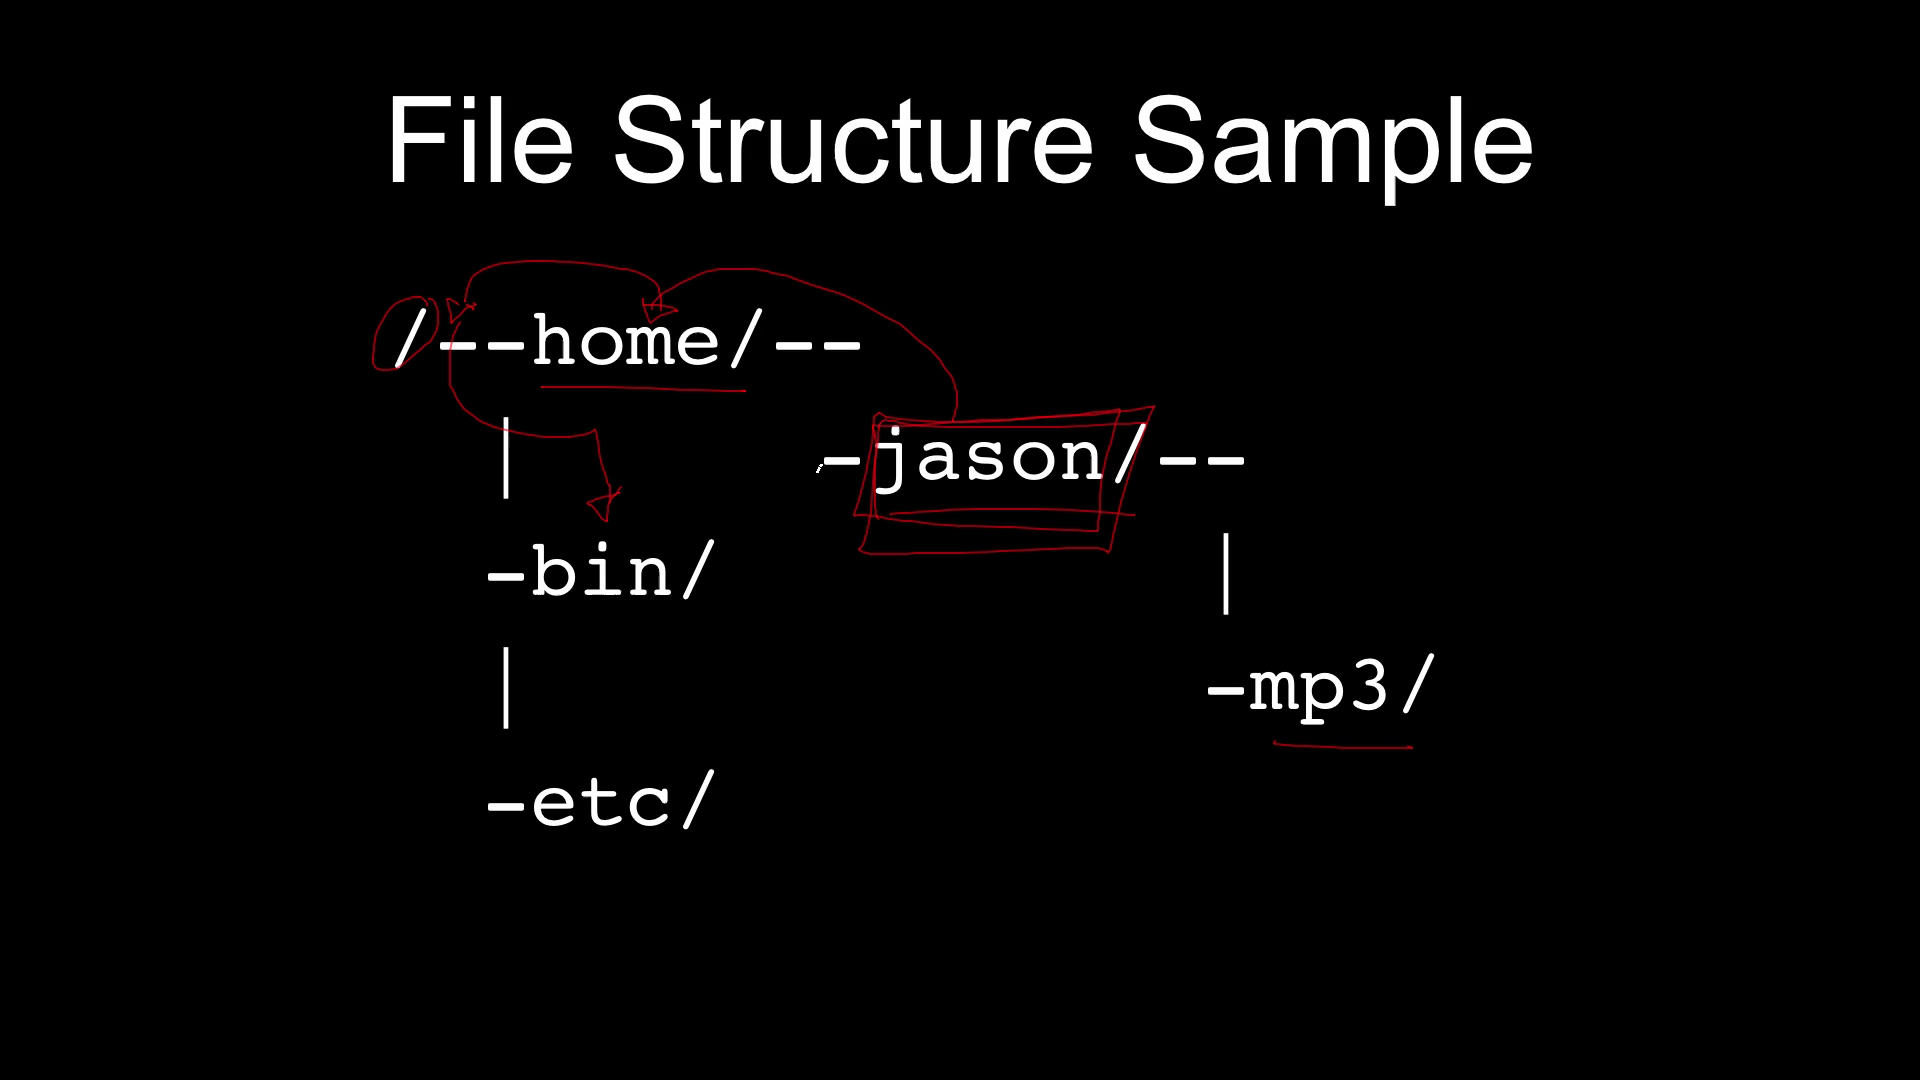 File Structure Sample
/--home/--
| -jason/--
-bin/ |
| -mp3/
-etc/